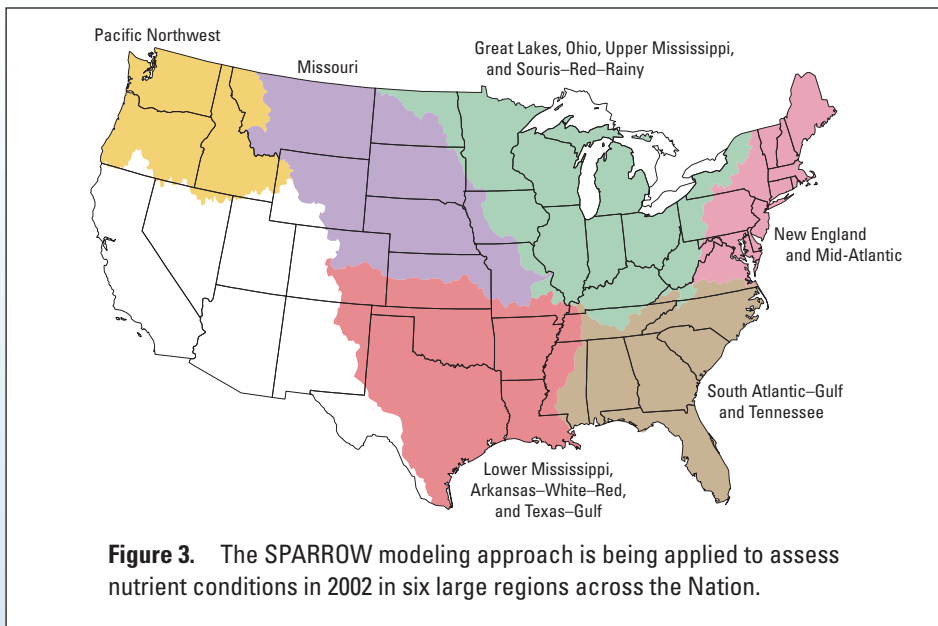 Pacific Northwest
Missouri
Great Lakes, Ohio, Upper Mississippi,
and Souris–Red–Rainy
New England
and Mid-Atlantic
South Atlantic–Gulf
and Tennessee
Lower Mississippi,
Arkansas–White–Red,
and Texas–Gulf
Figure 3. The SPARROW modeling approach is being applied to assess
nutrient conditions in 2002 in six large regions across the Nation.